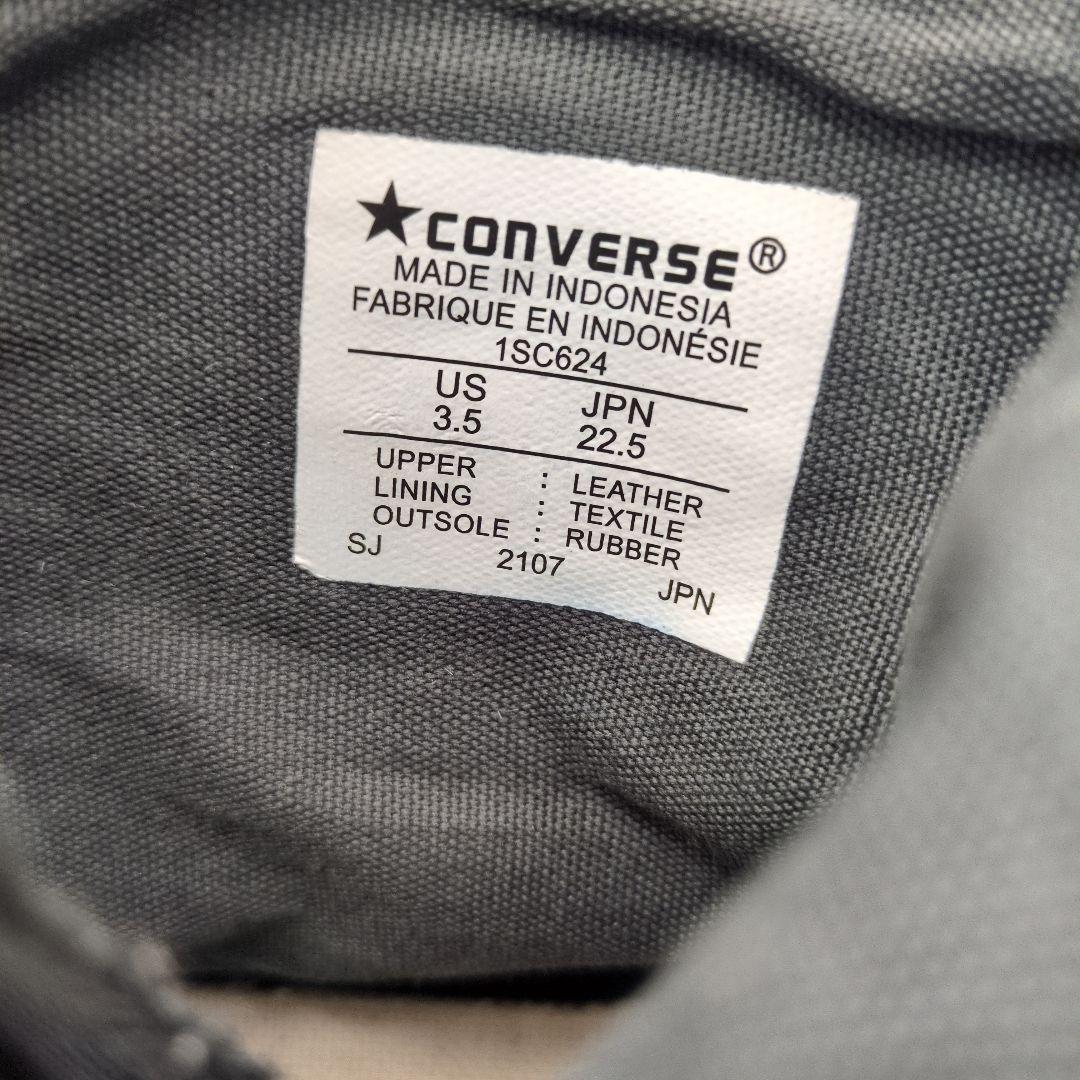 ★CONVERSE®
MADE IN INDONESIA
FABRIQUE EN INDONÉSIE
1SC624
US JPN
3.5 22.5
UPPER : LEATHER
LINING : TEXTILE
OUTSOLE : RUBBER
SJ 2107 JPN